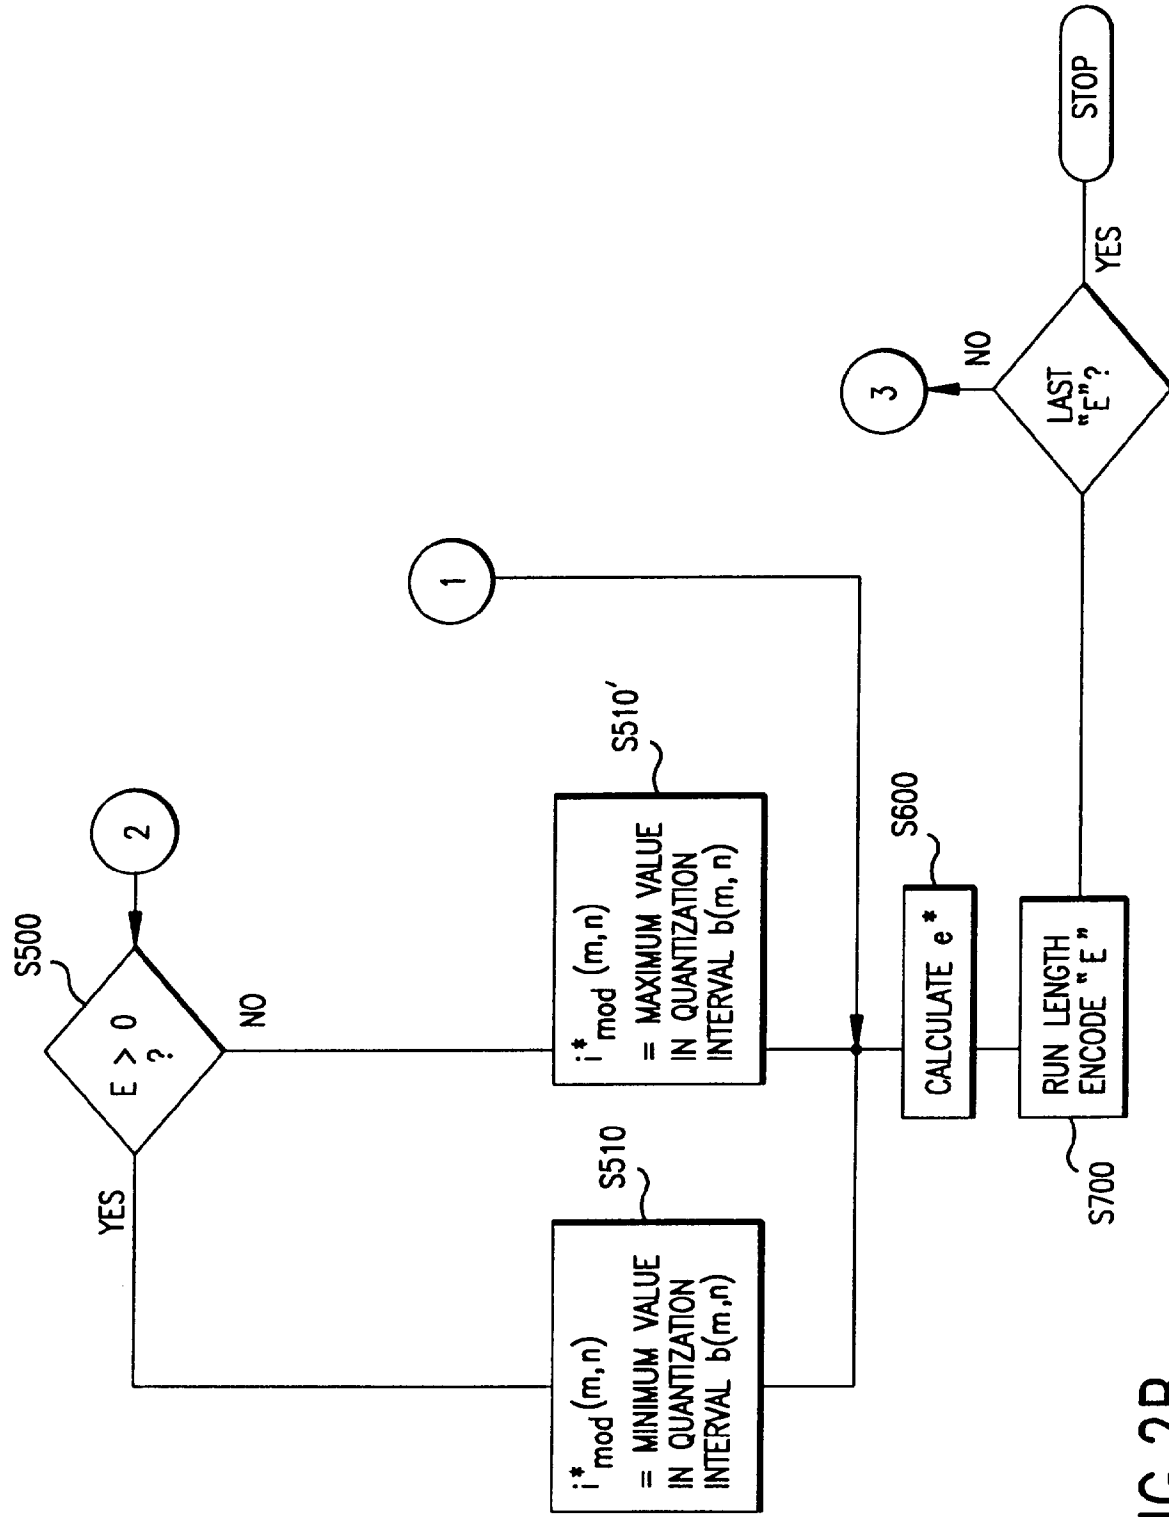 2
S500
E > 0
?
YES
NO
S510
i*mod(m,n)
= MINIMUM VALUE
IN QUANTIZATION
INTERVAL b(m,n)
S510′
i*mod(m,n)
= MAXIMUM VALUE
IN QUANTIZATION
INTERVAL b(m, n)
1
S600
CALCULATE e*
S700
RUN LENGTH
ENCODE "E"
3
NO
LAST
"E"?
YES
STOP
IG.2B